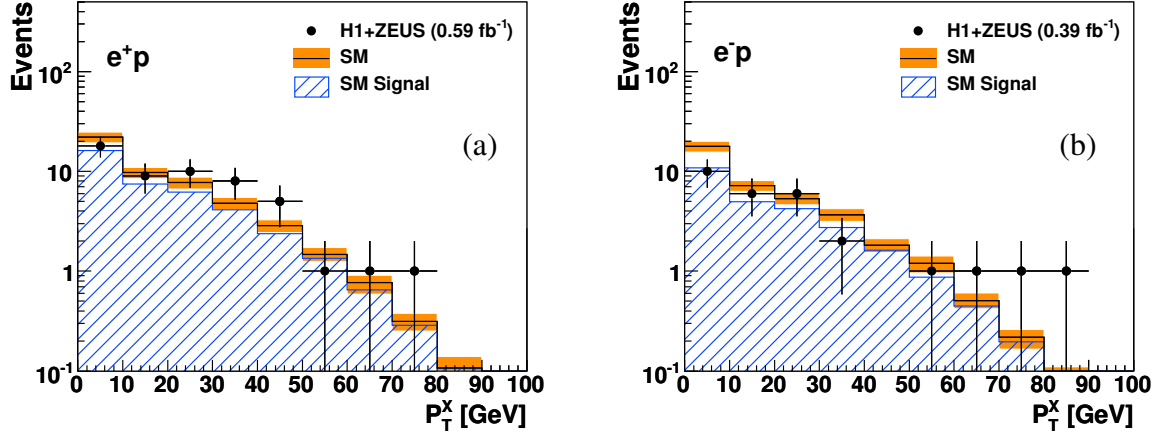 Events
e⁺p
H1+ZEUS (0.59 fb⁻¹)
SM
SM Signal
(a)
10²
10
1
10⁻¹
0 10 20 30 40 50 60 70 80 90 100
P_T^X [GeV]
Events
e⁻p
H1+ZEUS (0.39 fb⁻¹)
SM
SM Signal
(b)
10²
10
1
10⁻¹
0 10 20 30 40 50 60 70 80 90 100
P_T^X [GeV]